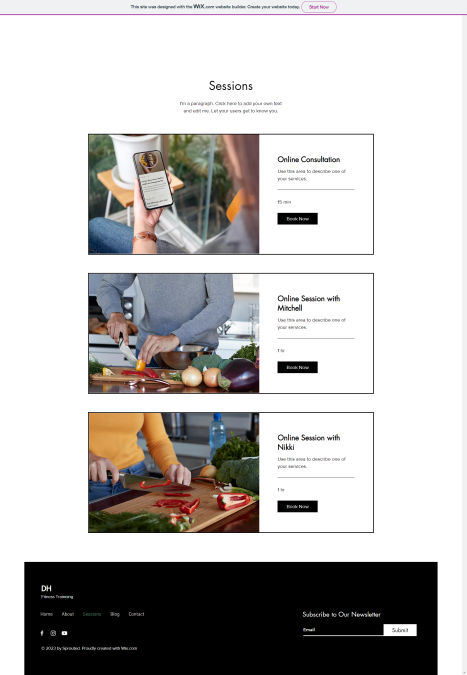 This site was designed with the WiX.com website builder. Create your website today.
Start Now
Sessions
I'm a paragraph. Click here to add your own text
and edit me. Let your users get to know you.
Online Consultation
Use this area to describe one of
your services.
15 min
Book Now
Online Session with
Mitchell
Use this area to describe one of
your services.
1 hr
Book Now
Online Session with
Nikki
Use this area to describe one of
your services.
1 hr
Book Now
DH
Fitness Trainning
Home About Sessions Blog Contact
Subscribe to Our Newsletter
Email
Submit
© 2023 by Sprouted. Proudly created with Wix.com